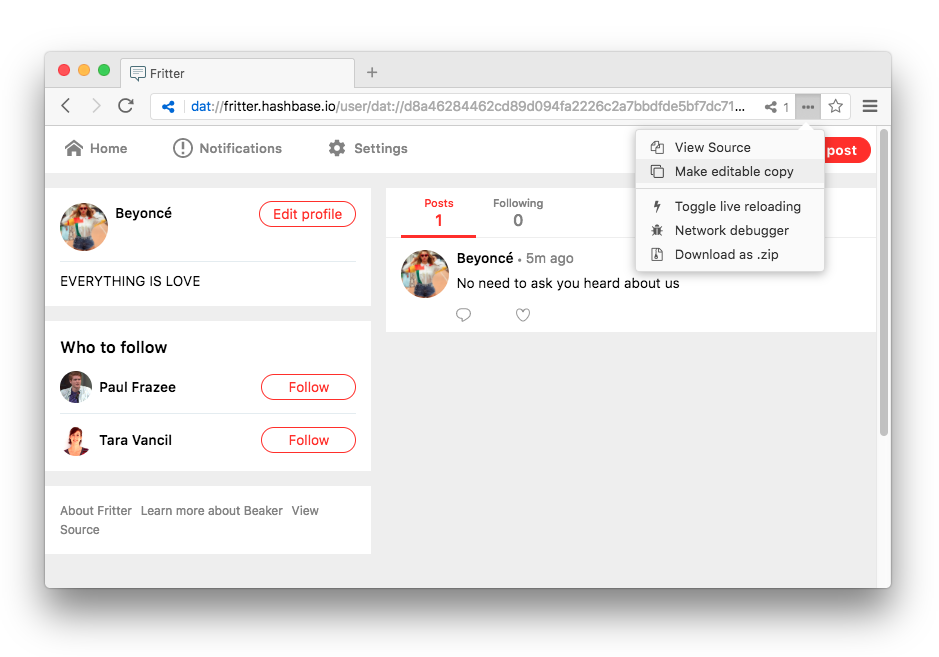 Fritter
dat://fritter.hashbase.io/user/dat://d8a46284462cd89d094fa2226c2a7bbdfde5bf7dc71... 1
Home Notifications Settings post
View Source
Make editable copy
Toggle live reloading
Network debugger
Download as .zip
Beyoncé Edit profile
EVERYTHING IS LOVE
Who to follow
Paul Frazee Follow
Tara Vancil Follow
About Fritter Learn more about Beaker View
Source
Posts Following
1 0
Beyoncé • 5m ago
No need to ask you heard about us